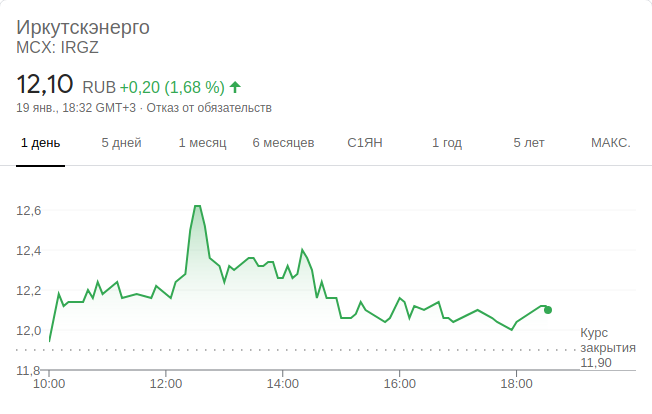 Иркутскэнерго
MCX: IRGZ
12,10 RUB +0,20 (1,68 %)
19 янв., 18:32 GMT+3 · Отказ от обязательств
1 день 5 дней 1 месяц 6 месяцев С1ЯН 1 год 5 лет МАКС.
12,6
12,4
12,2
12,0
Курс
закрытия
11,90
11,8
10:00 12:00 14:00 16:00 18:00